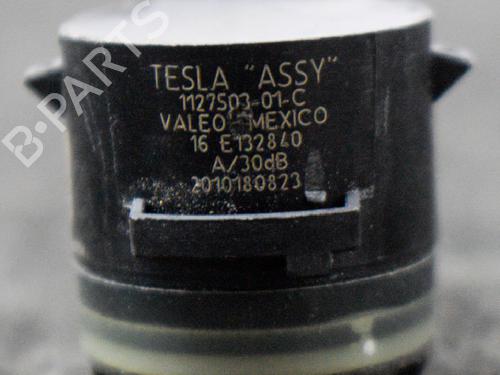 B-PARTS
TESLA "ASSY"
1127503-01-C
VALEO MEXICO
16 E132840
A/30dB
2010180823